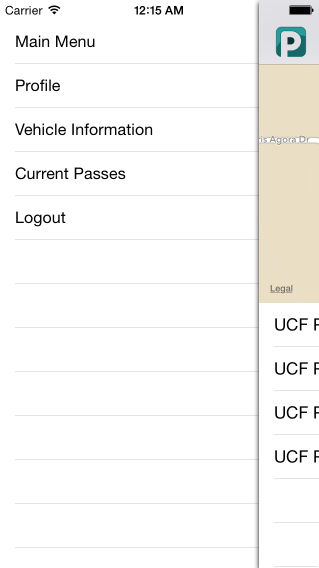 Carrier 12:15 AM
Main Menu
Profile
Vehicle Information
Current Passes
Logout
P
is Agora Dr
Legal
UCF P
UCF P
UCF P
UCF P